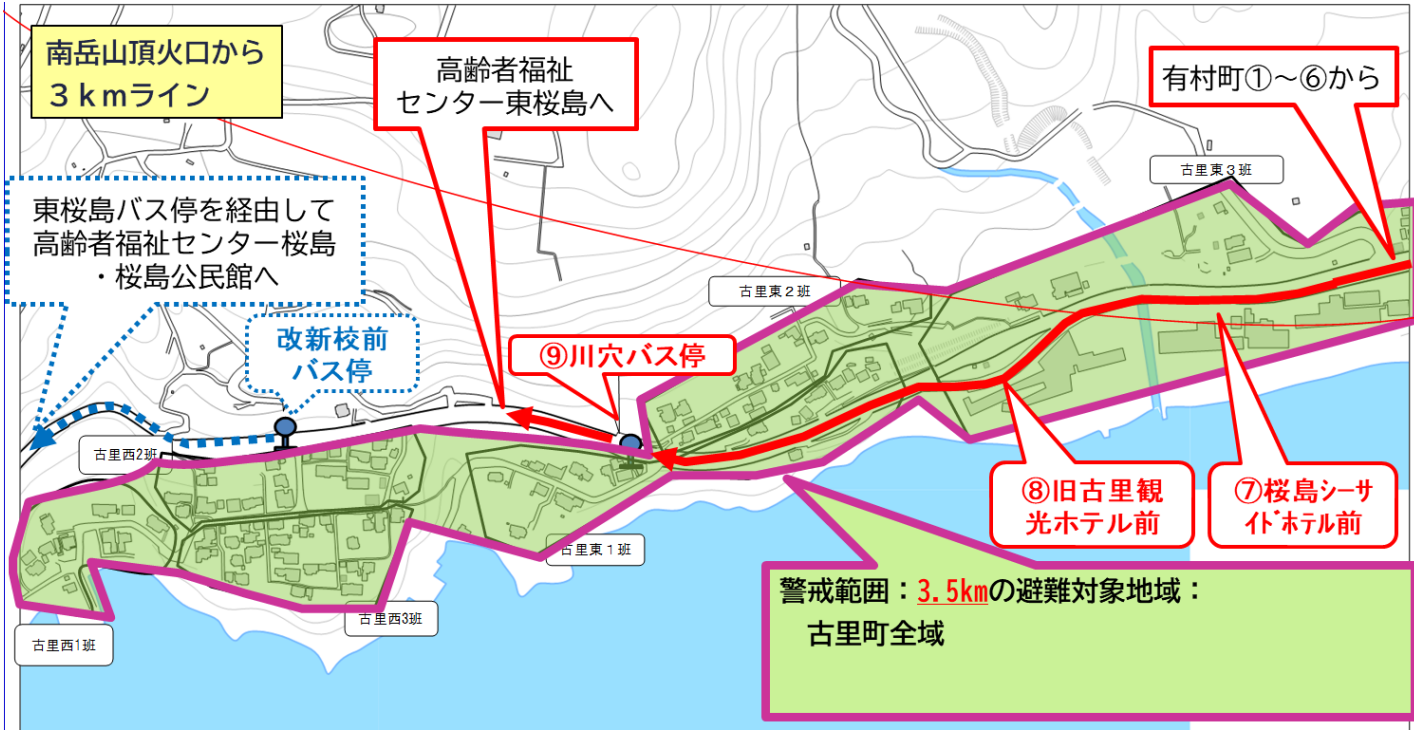 南岳山頂火口から
３ｋｍライン
高齢者福祉
センター東桜島へ
有村町①～⑥から
古里東３班
東桜島バス停を経由して
高齢者福祉センター桜島
・桜島公民館へ
古里東２班
改新校前
バス停
⑨川穴バス停
古里西2班
⑧旧古里観
光ホテル前
⑦桜島シーサ
イドホテル前
古里東１班
警戒範囲：3.5kmの避難対象地域：
古里町全域
古里西3班
古里西1班